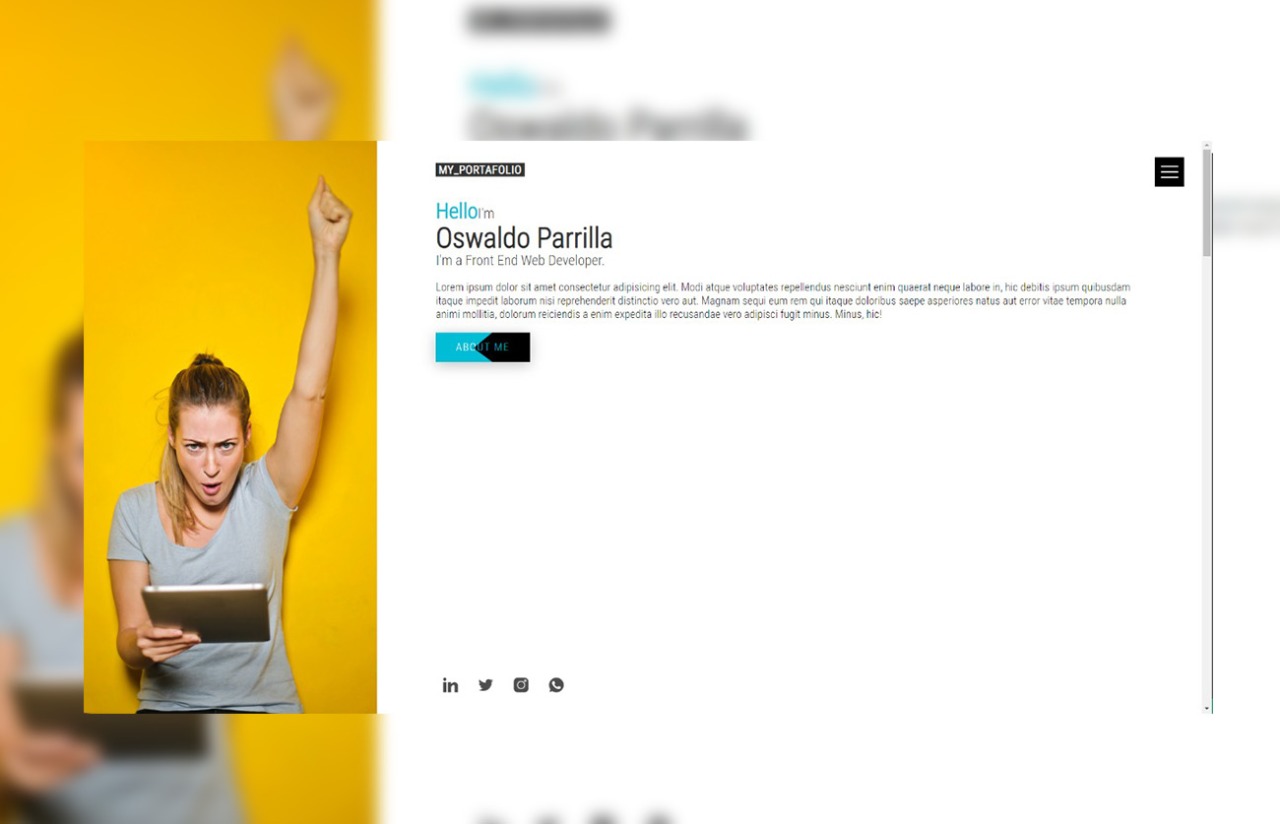 MY_PORTAFOLIO
HelloI'm
Oswaldo Parrilla
I'm a Front End Web Developer.
Lorem ipsum dolor sit amet consectetur adipisicing elit. Modi atque voluptates repellendus nesciunt enim quaerat neque labore in, hic debitis ipsum quibusdam
itaque impedit laborum nisi reprehenderit distinctio vero aut. Magnam sequi eum rem qui itaque doloribus saepe asperiores natus aut error vitae tempora nulla
animi mollitia, dolorum reiciendis a enim expedita illo recusandae vero adipisci fugit minus. Minus, hic!
ABOUT ME